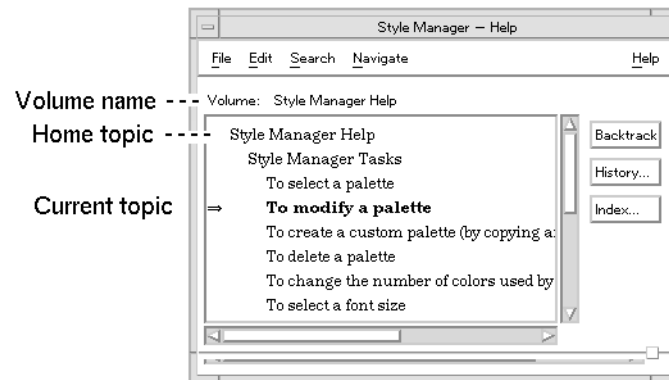 Style Manager — Help
File Edit Search Navigate Help
Volume name --- Volume: Style Manager Help
Home topic --- Style Manager Help
Style Manager Tasks
To select a palette
Current topic ⇒ To modify a palette
To create a custom palette (by copying a
To delete a palette
To change the number of colors used by
To select a font size
Backtrack
History...
Index...